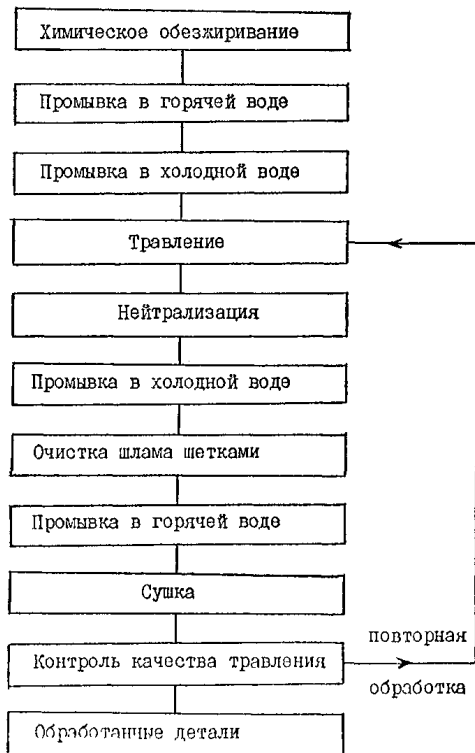 Химическое обезжиривание
Промывка в горячей воде
Промывка в холодной воде
Травление
Нейтрализация
Промывка в холодной воде
Очистка шлама щетками
Промывка в горячей воде
Сушка
повторная
Контроль качества травления
обработка
Обработанные детали